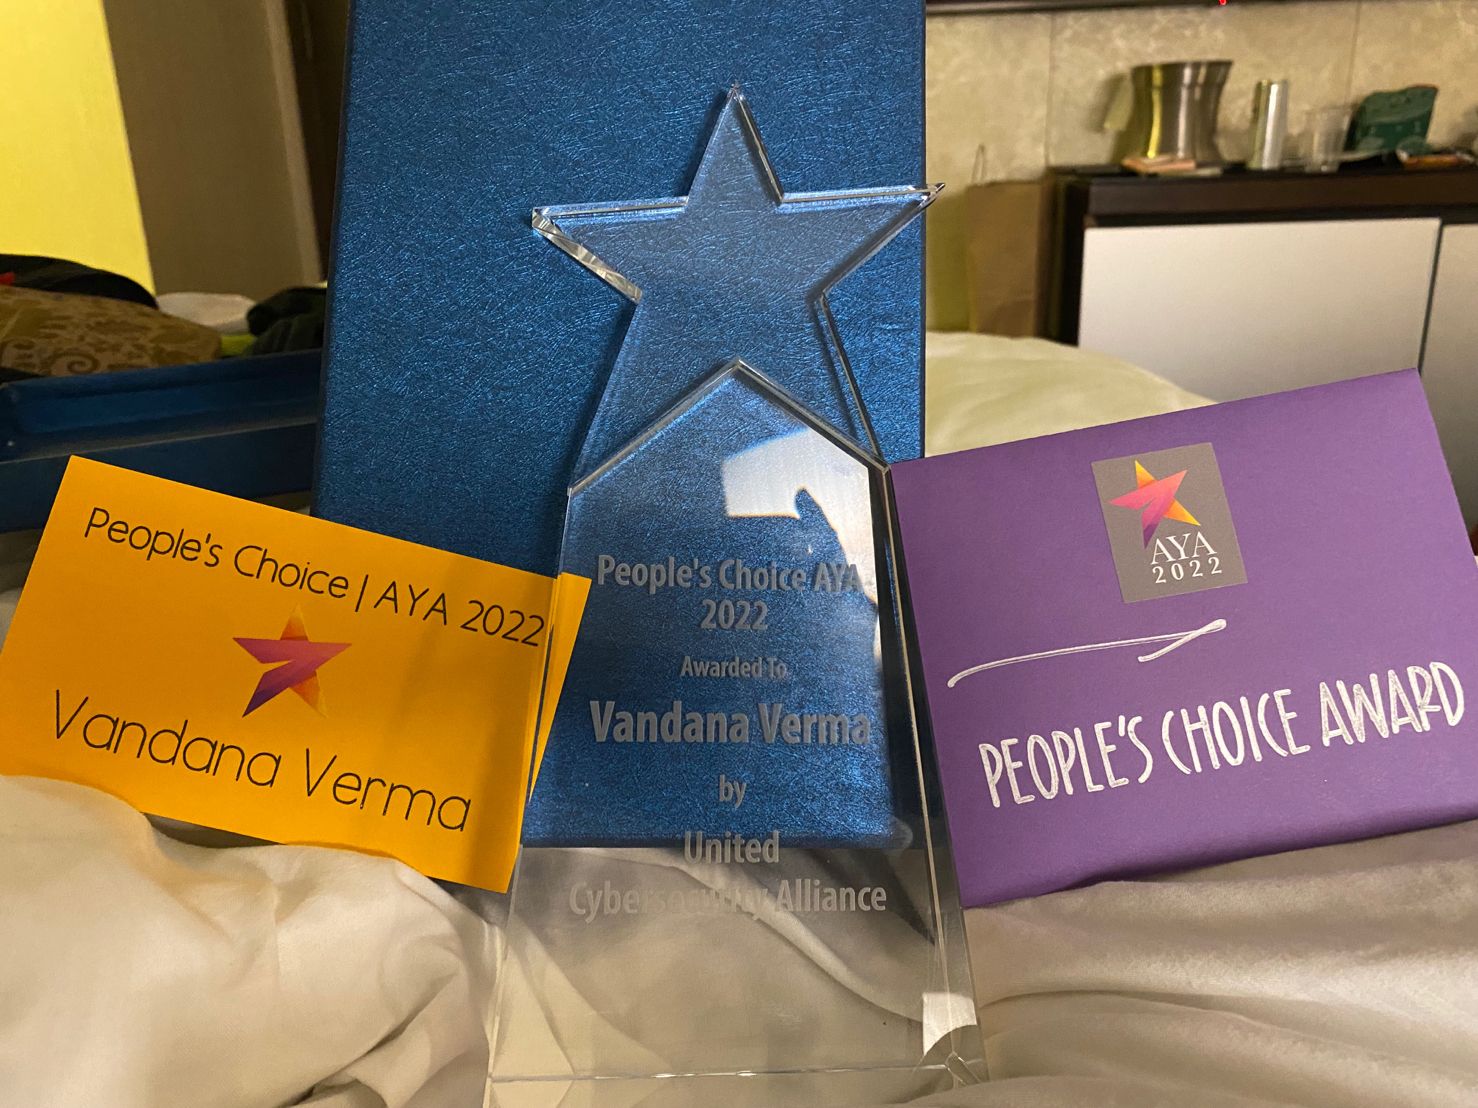 People's Choice | AYA 2022
Vandana Verma
People's Choice AYA
2022
Awarded To
Vandana Verma
by
United
Cybersecurity Alliance
AYA
2022
PEOPLE'S CHOICE AWARD